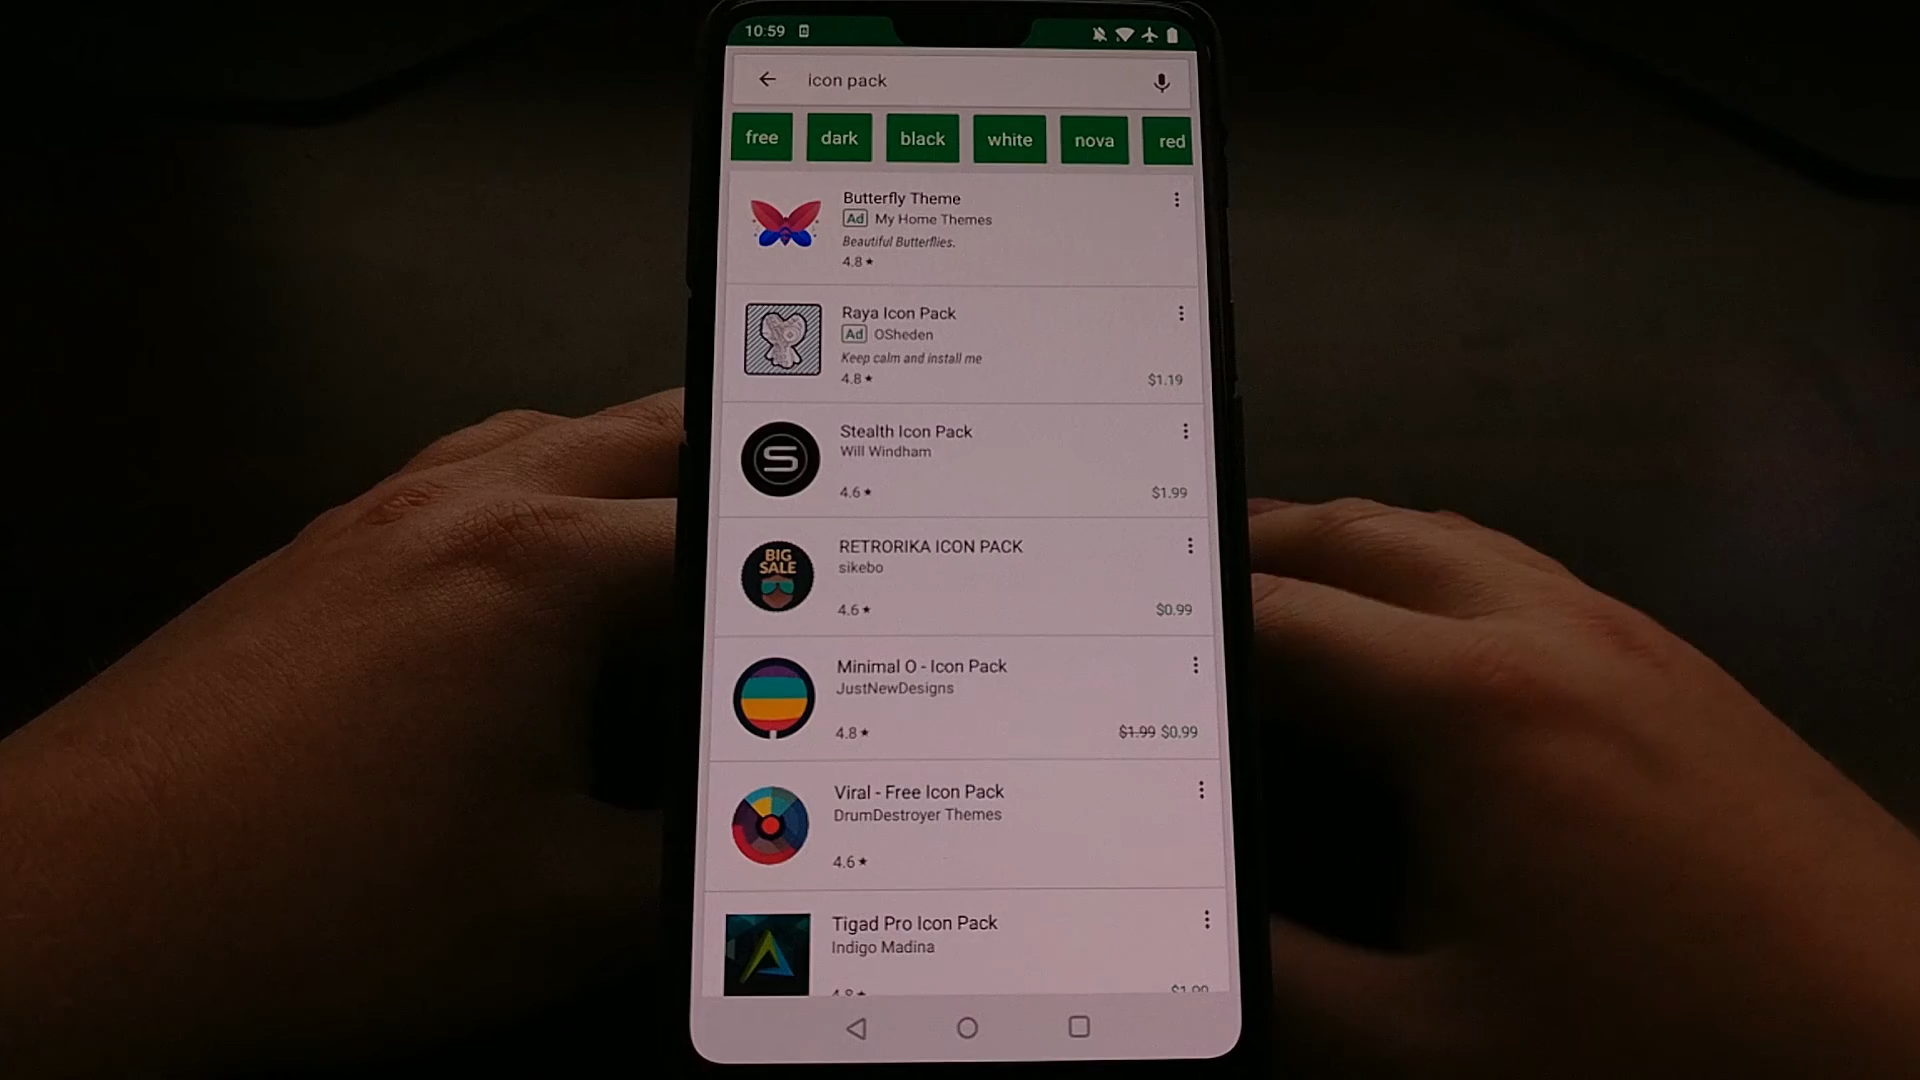 10:59
icon pack
free dark black white nova red
Butterfly Theme
Ad My Home Themes
Beautiful Butterflies.
4.8★
Raya Icon Pack
Ad OSheden
Keep calm and install me
4.8★ $1.19
S
Stealth Icon Pack
Will Windham
4.6★ $1.99
BIG
SALE
RETRORIKA ICON PACK
sikebo
4.6★ $0.99
Minimal O - Icon Pack
JustNewDesigns
4.8★ $1.99 $0.99
Viral - Free Icon Pack
DrumDestroyer Themes
4.6★
Tigad Pro Icon Pack
Indigo Madina